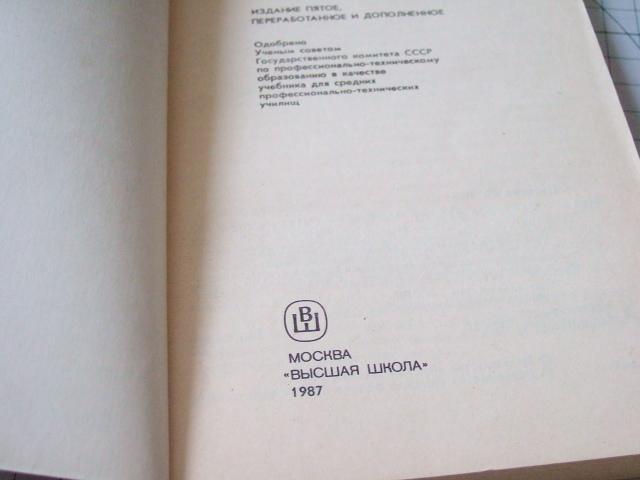 ИЗДАНИЕ ПЯТОЕ,
ПЕРЕРАБОТАННОЕ И ДОПОЛНЕННОЕ
Одобрено
Ученым советом
Государственного комитета СССР
по профессионально-техническому
образованию в качестве
учебника для средних
профессионально-технических
училищ
ВШ
МОСКВА
«ВЫСШАЯ ШКОЛА»
1987